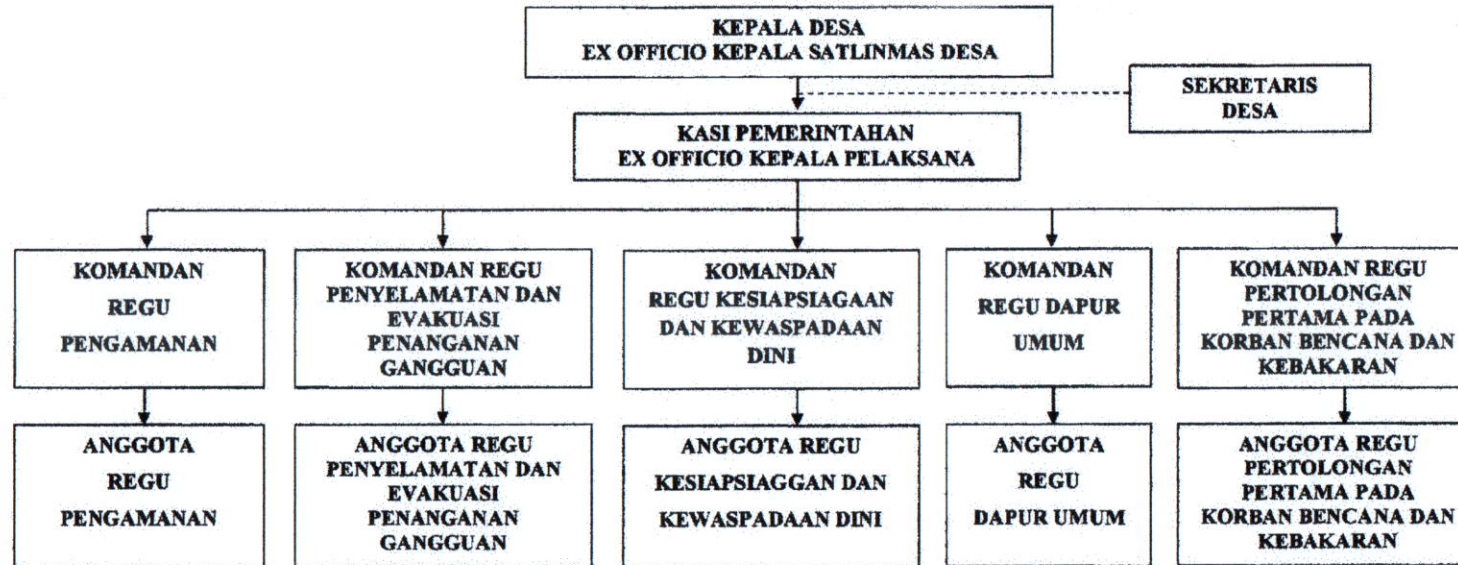 KEPALA DESA
EX OFFICIO KEPALA SATLINMAS DESA
SEKRETARIS
DESA
KASI PEMERINTAHAN
EX OFFICIO KEPALA PELAKSANA
KOMANDAN
REGU
PENGAMANAN
KOMANDAN REGU
PENYELAMATAN DAN
EVAKUASI
PENANGANAN
GANGGUAN
KOMANDAN
REGU KESIAPSIAGAAN
DAN KEWASPADAAN
DINI
KOMANDAN
REGU DAPUR
UMUM
KOMANDAN REGU
PERTOLONGAN
PERTAMA PADA
KORBAN BENCANA DAN
KEBAKARAN
ANGGOTA
REGU
PENGAMANAN
ANGGOTA REGU
PENYELAMATAN DAN
EVAKUASI
PENANGANAN
GANGGUAN
ANGGOTA REGU
KESIAPSIAGGAN DAN
KEWASPADAAN DINI
ANGGOTA
REGU
DAPUR UMUM
ANGGOTA REGU
PERTOLONGAN
PERTAMA PADA
KORBAN BENCANA DAN
KEBAKARAN